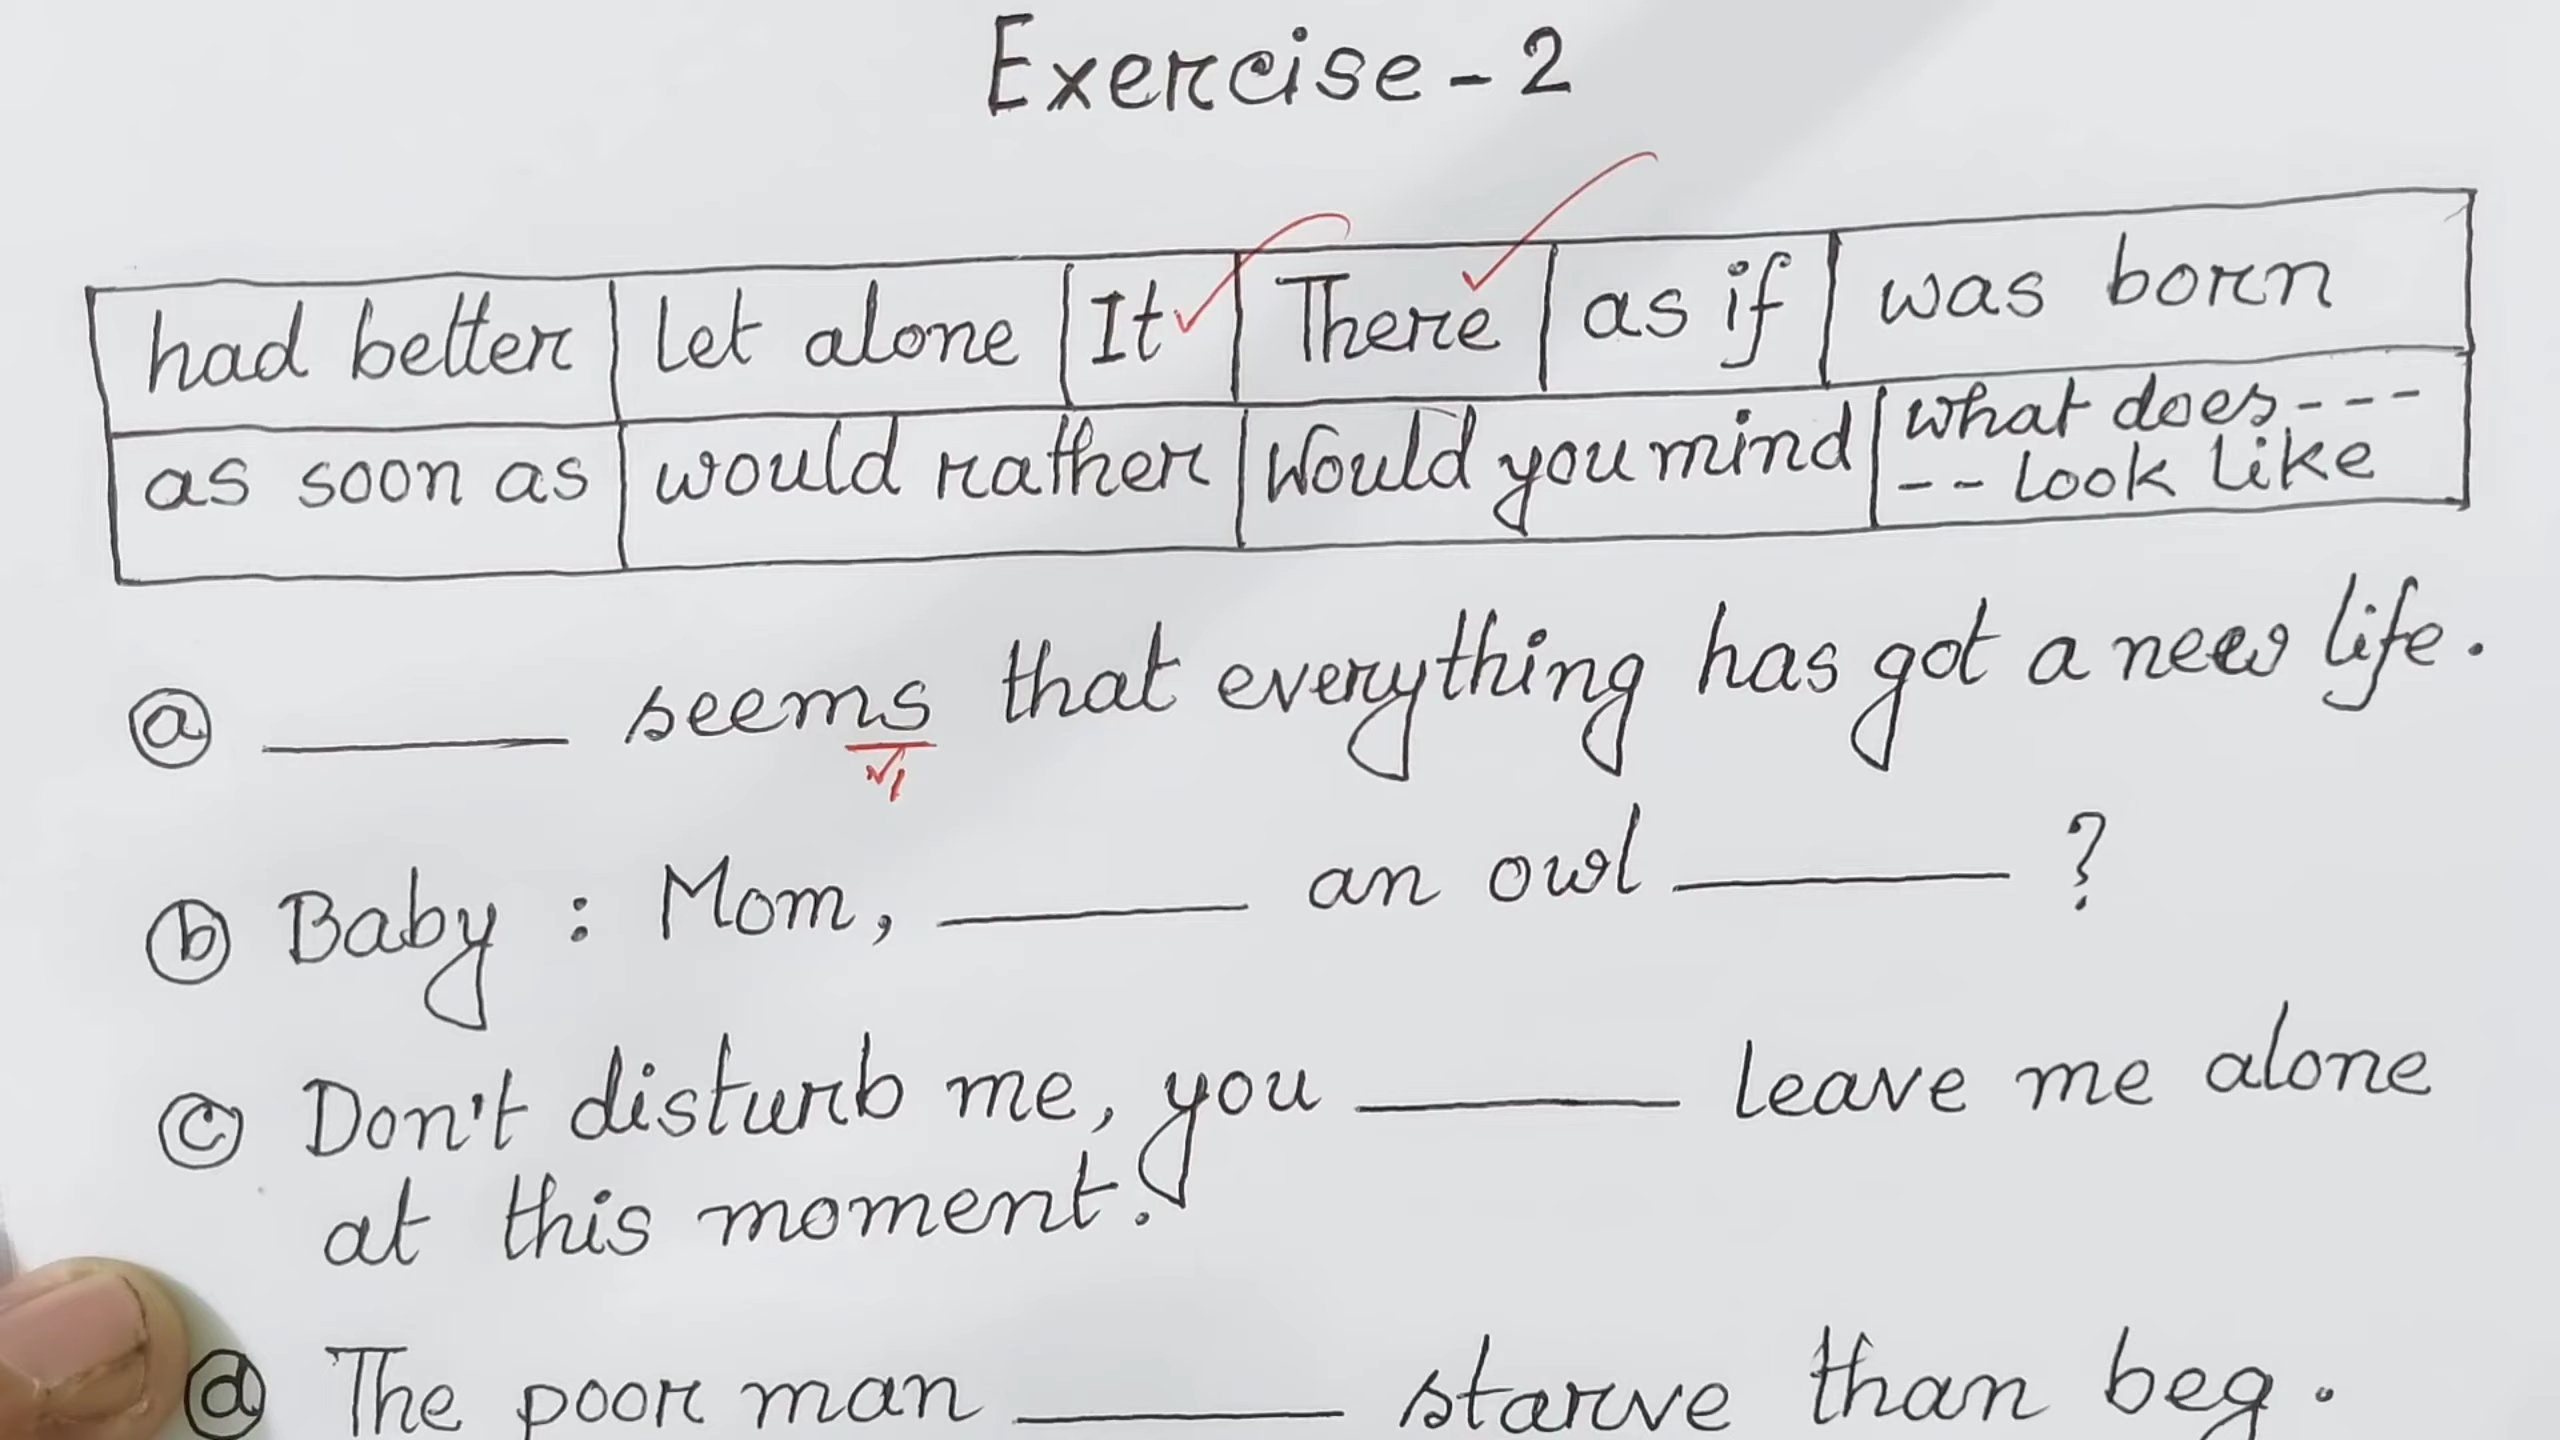 Exercise - 2
had better let alone It There as if was born
as soon as would rather Would you mind what does - - -
- - look like
a ______ seems that everything has got a new life.
b Baby : Mom, ______ an owl ______ ?
c Don't disturb me, you ______ leave me alone
at this moment.
d The poor man ______ starve than beg.